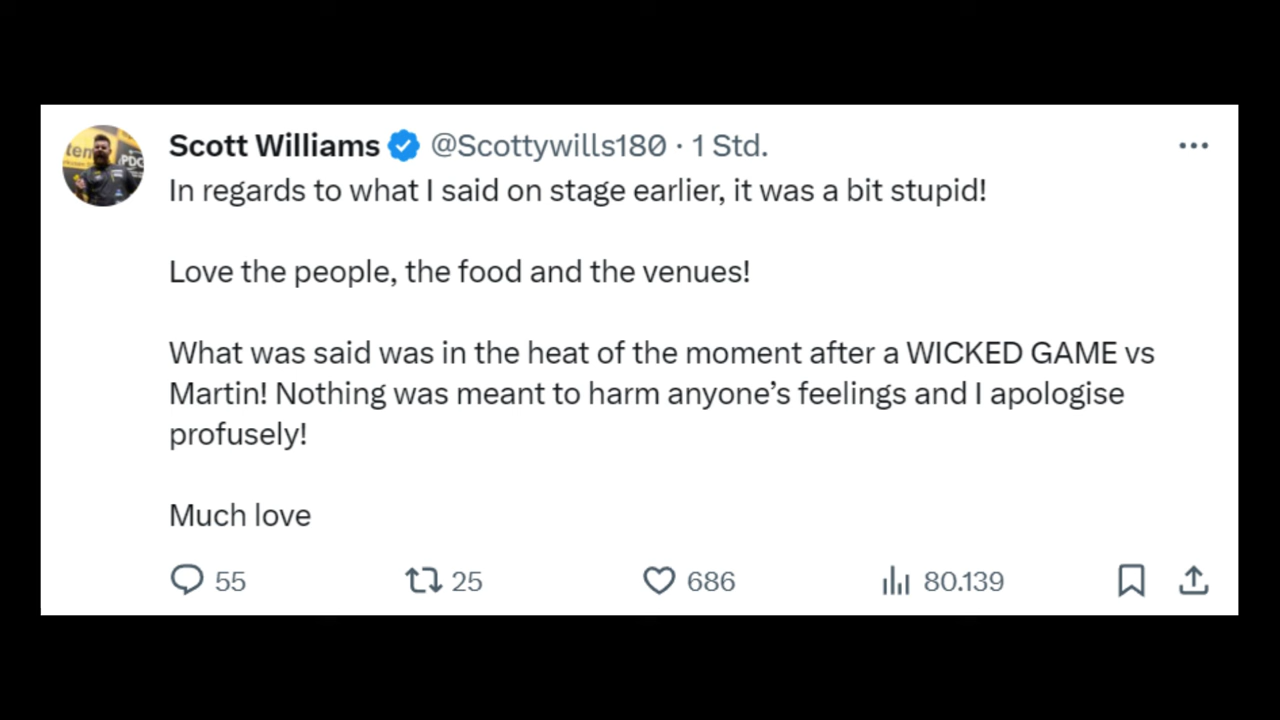 Scott Williams @Scottywills180 · 1 Std.
In regards to what I said on stage earlier, it was a bit stupid!
Love the people, the food and the venues!
What was said was in the heat of the moment after a WICKED GAME vs
Martin! Nothing was meant to harm anyone’s feelings and I apologise
profusely!
Much love
55 25 686 80.139